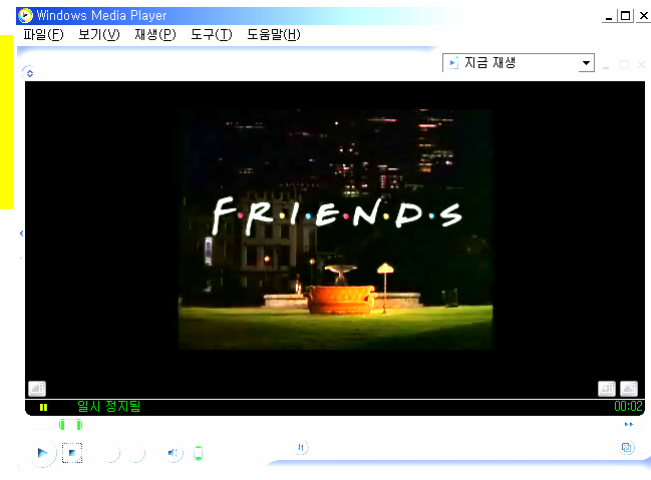 Windows Media Player
파일(F) 보기(V) 재생(P) 도구(T) 도움말(H)
지금 재생
F·R·I·E·N·D·S
일시 정지됨 00:02